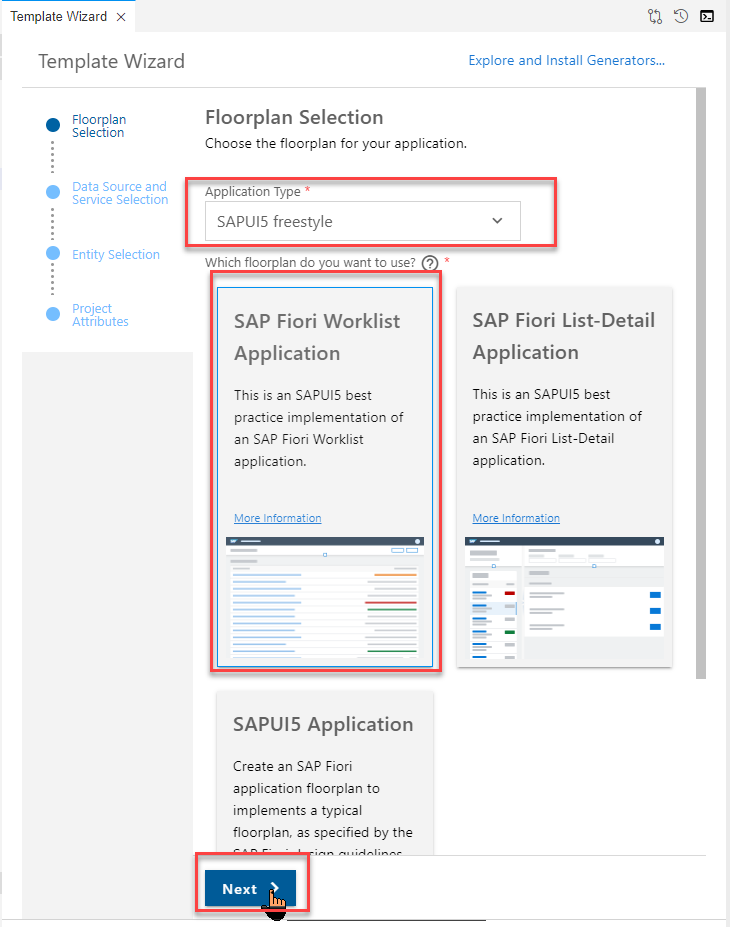 Template Wizard
Template Wizard
Explore and Install Generators...
Floorplan
Selection
Data Source and
Service Selection
Entity Selection
Project
Attributes
Floorplan Selection
Choose the floorplan for your application.
Application Type *
SAPUI5 freestyle
Which floorplan do you want to use? ? *
SAP Fiori Worklist
Application
This is an SAPUI5 best
practice implementation of
an SAP Fiori Worklist
application.
More Information
SAP Fiori List-Detail
Application
This is an SAPUI5 best
practice implementation of
an SAP Fiori List-Detail
application.
More Information
SAPUI5 Application
Create an SAP Fiori
application floorplan to
implements a typical
floorplan, as specified by the
SAP Fiori design guidelines
Next